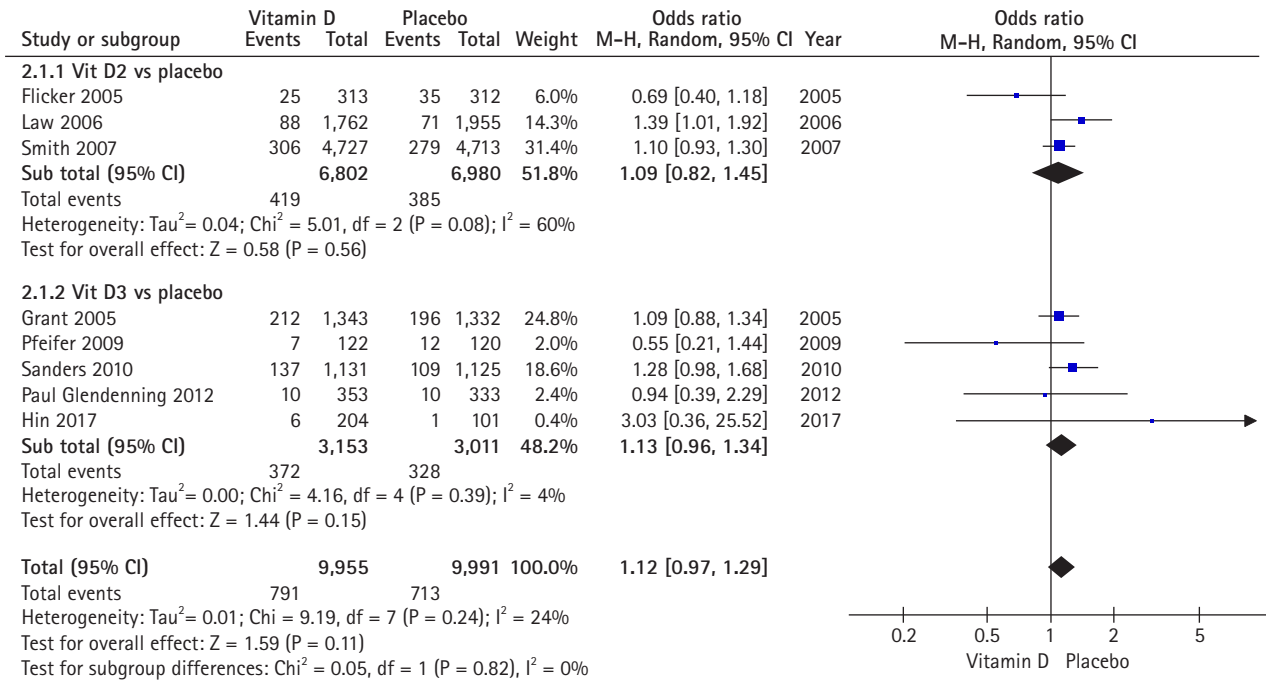 Vitamin D Placebo Odds ratio Odds ratio
Study or subgroup Events Total Events Total Weight M-H, Random, 95% CI Year M-H, Random, 95% CI
2.1.1 Vit D2 vs placebo
Flicker 2005 25 313 35 312 6.0% 0.69 [0.40, 1.18] 2005
Law 2006 88 1,762 71 1,955 14.3% 1.39 [1.01, 1.92] 2006
Smith 2007 306 4,727 279 4,713 31.4% 1.10 [0.93, 1.30] 2007
Sub total (95% CI) 6,802 6,980 51.8% 1.09 [0.82, 1.45]
Total events 419 385
Heterogeneity: Tau² = 0.04; Chi² = 5.01, df = 2 (P = 0.08); I² = 60%
Test for overall effect: Z = 0.58 (P = 0.56)
2.1.2 Vit D3 vs placebo
Grant 2005 212 1,343 196 1,332 24.8% 1.09 [0.88, 1.34] 2005
Pfeifer 2009 7 122 12 120 2.0% 0.55 [0.21, 1.44] 2009
Sanders 2010 137 1,131 109 1,125 18.6% 1.28 [0.98, 1.68] 2010
Paul Glendenning 2012 10 353 10 333 2.4% 0.94 [0.39, 2.29] 2012
Hin 2017 6 204 1 101 0.4% 3.03 [0.36, 25.52] 2017
Sub total (95% CI) 3,153 3,011 48.2% 1.13 [0.96, 1.34]
Total events 372 328
Heterogeneity: Tau² = 0.00; Chi² = 4.16, df = 4 (P = 0.39); I² = 4%
Test for overall effect: Z = 1.44 (P = 0.15)
Total (95% CI) 9,955 9,991 100.0% 1.12 [0.97, 1.29]
Total events 791 713
Heterogeneity: Tau² = 0.01; Chi = 9.19, df = 7 (P = 0.24); I² = 24%
Test for overall effect: Z = 1.59 (P = 0.11)
Test for subgroup differences: Chi² = 0.05, df = 1 (P = 0.82), I² = 0%
0.2 0.5 1 2 5
Vitamin D Placebo